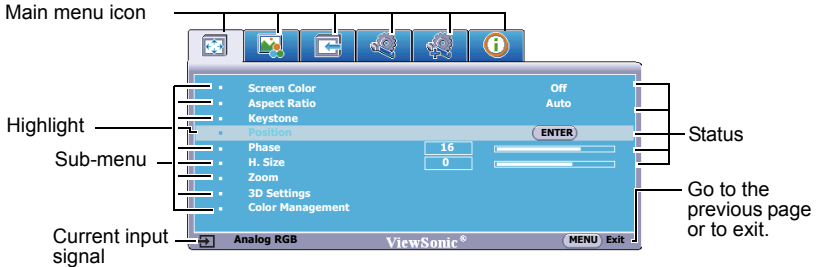 Main menu icon
Screen Color Off
Aspect Ratio Auto
Keystone
Highlight
Position ENTER
Status
Phase 16
Sub-menu
H. Size 0
Zoom
3D Settings
Color Management
Go to the
previous page
or to exit.
Current input
signal
Analog RGB ViewSonic® MENU Exit